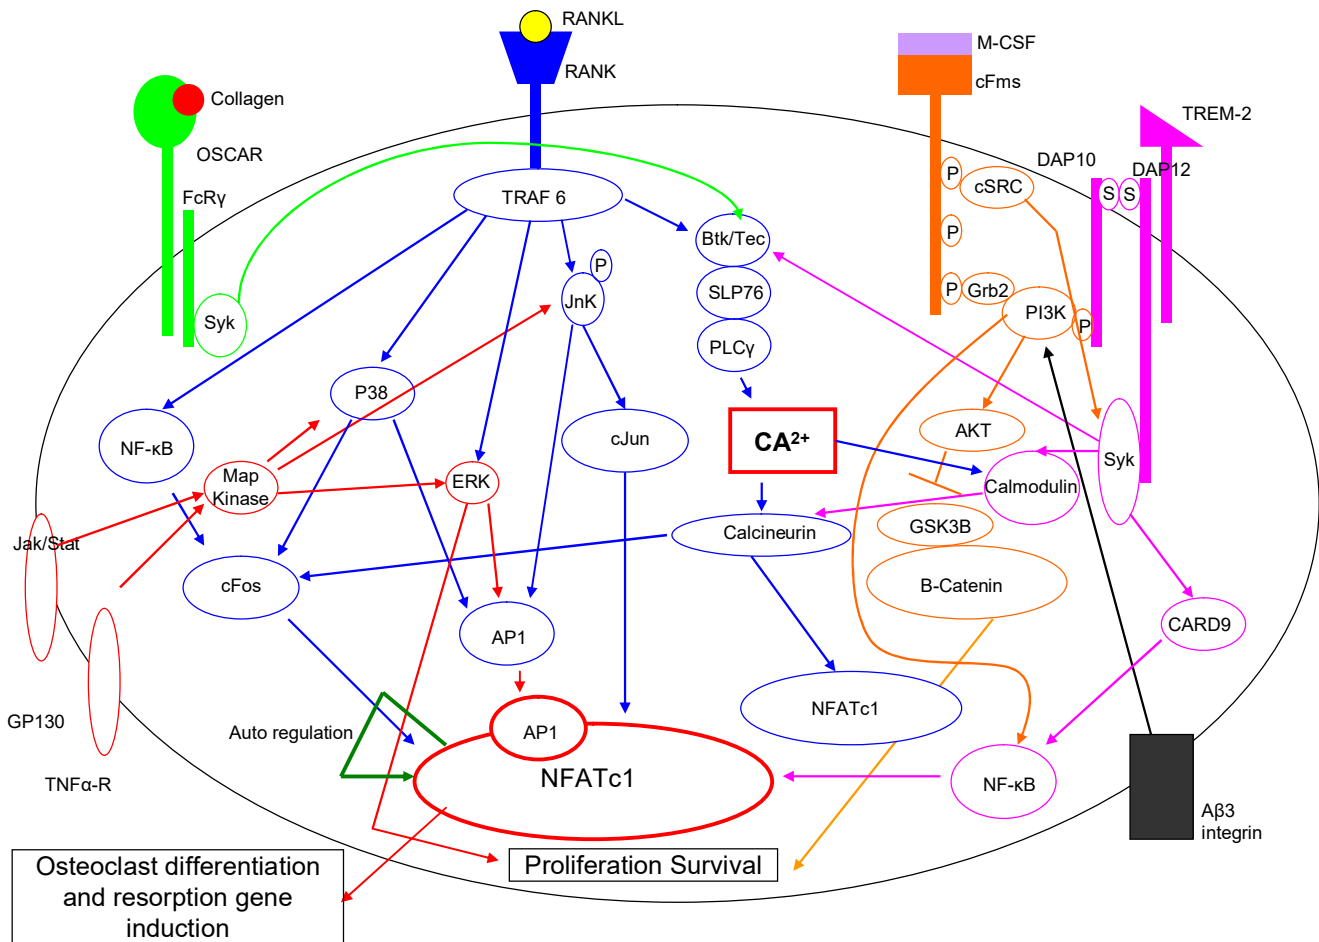 RANKL
RANK
M-CSF
cFms
Collagen
OSCAR
TREM-2
DAP10
DAP12
FcRγ
TRAF 6
P
cSRC
S
S
Btk/Tec
P
P
JnK
SLP76
P
Grb2
PI3K
P
Syk
PLCγ
P38
NF-κB
cJun
CA2+
AKT
Syk
Map
Kinase
ERK
Calmodulin
Jak/Stat
Calcineurin
GSK3B
cFos
B-Catenin
AP1
CARD9
GP130
Auto regulation
AP1
NFATc1
NFATc1
NF-κB
TNFα-R
Aβ3
integrin
Proliferation Survival
Osteoclast differentiation
and resorption gene
induction